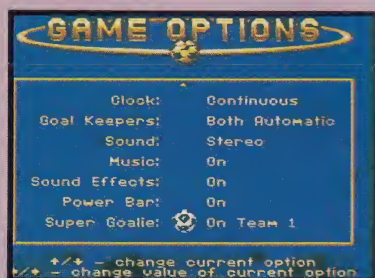 GAME OPTIONS
Clock: Continuous
Goal Keepers: Both Automatic
Sound: Stereo
Music: On
Sound Effects: On
Power Bar: On
Super Goalie: On Team 1
- change current option
- change value of current option